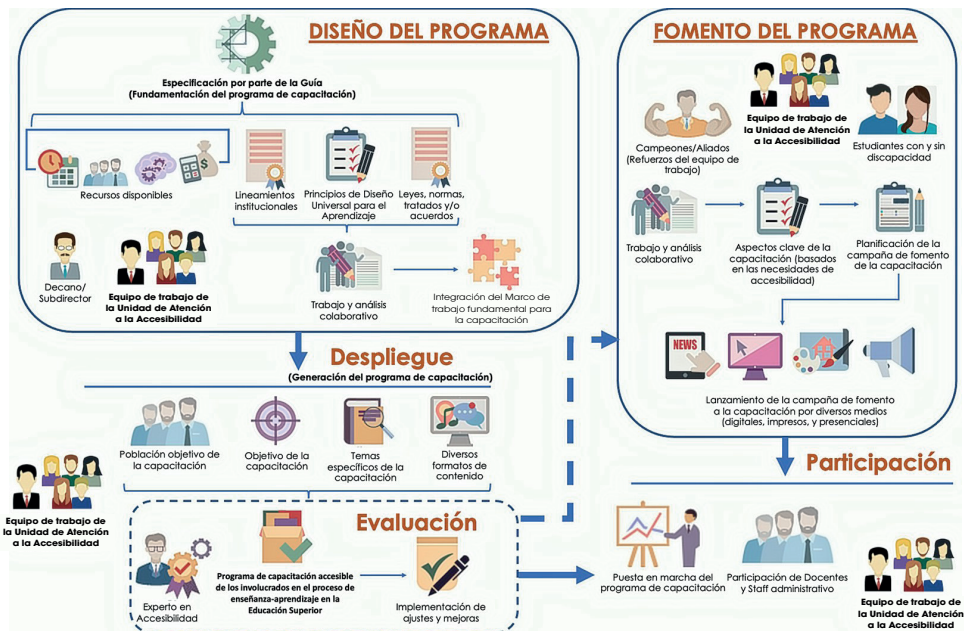 DISEÑO DEL PROGRAMA
Especificación por parte de la Guía
(Fundamentación del programa de capacitación)
Recursos disponibles
Lineamientos
institucionales
Principios de Diseño
Universal para el
Aprendizaje
Leyes, normas,
tratados y/o
acuerdos
Decano/
Subdirector
Equipo de trabajo de
la Unidad de Atención
a la Accesibilidad
Trabajo y análisis
colaborativo
Integración del Marco de
trabajo fundamental para
la capacitación
Despliegue
(Generación del programa de capacitación)
Población objetivo de
la capacitación
Objetivo de la
capacitación
Temas
específicos de la
capacitación
Diversos
formatos de
contenido
Equipo de trabajo de
la Unidad de Atención
a la Accesibilidad
Evaluación
Experto en
Accesibilidad
Programa de capacitación accesible
de los involucrados en el proceso de
enseñanza-aprendizaje en la
Educación Superior
Implementación de
ajustes y mejoras
FOMENTO DEL PROGRAMA
Campeones/Aliados
(Refuerzos del equipo de
trabajo)
Equipo de trabajo de
la Unidad de Atención
a la Accesibilidad
Estudiantes con y sin
discapacidad
Trabajo y análisis
colaborativo
Aspectos clave de la
capacitación (basados
en las necesidades de
accesibilidad)
Planificación de la
campaña de fomento
de la capacitación
NEWS
Lanzamiento de la campaña de fomento
a la capacitación por diversos medios
(digitales, impresos, y presenciales)
Participación
Puesta en marcha del
programa de capacitación
Participación de Docentes
y Staff administrativo
Equipo de trabajo de
la Unidad de Atención
a la Accesibilidad